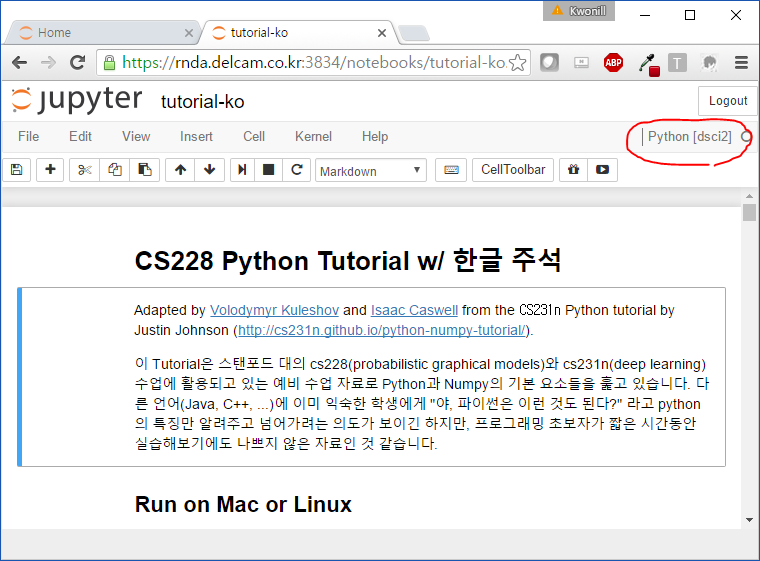 Kwonill
Home
tutorial-ko
https://rnda.delcam.co.kr:3834/notebooks/tutorial-ko
ABP
T
jupyter tutorial-ko
Logout
File Edit View Insert Cell Kernel Help
Python [dsci2]
Markdown
CellToolbar
CS228 Python Tutorial w/ 한글 주석
Adapted by Volodymyr Kuleshov and Isaac Caswell from the CS231n Python tutorial by
Justin Johnson (http://cs231n.github.io/python-numpy-tutorial/).
이 Tutorial은 스탠포드 대의 cs228(probabilistic graphical models)와 cs231n(deep learning)
수업에 활용되고 있는 예비 수업 자료로 Python과 Numpy의 기본 요소들을 훑고 있습니다. 다
른 언어(Java, C++, ...)에 이미 익숙한 학생에게 "야, 파이썬은 이런 것도 된다?" 라고 python
의 특징만 알려주고 넘어가려는 의도가 보이긴 하지만, 프로그래밍 초보자가 짧은 시간동안
실습해보기에도 나쁘지 않은 자료인 것 같습니다.
Run on Mac or Linux